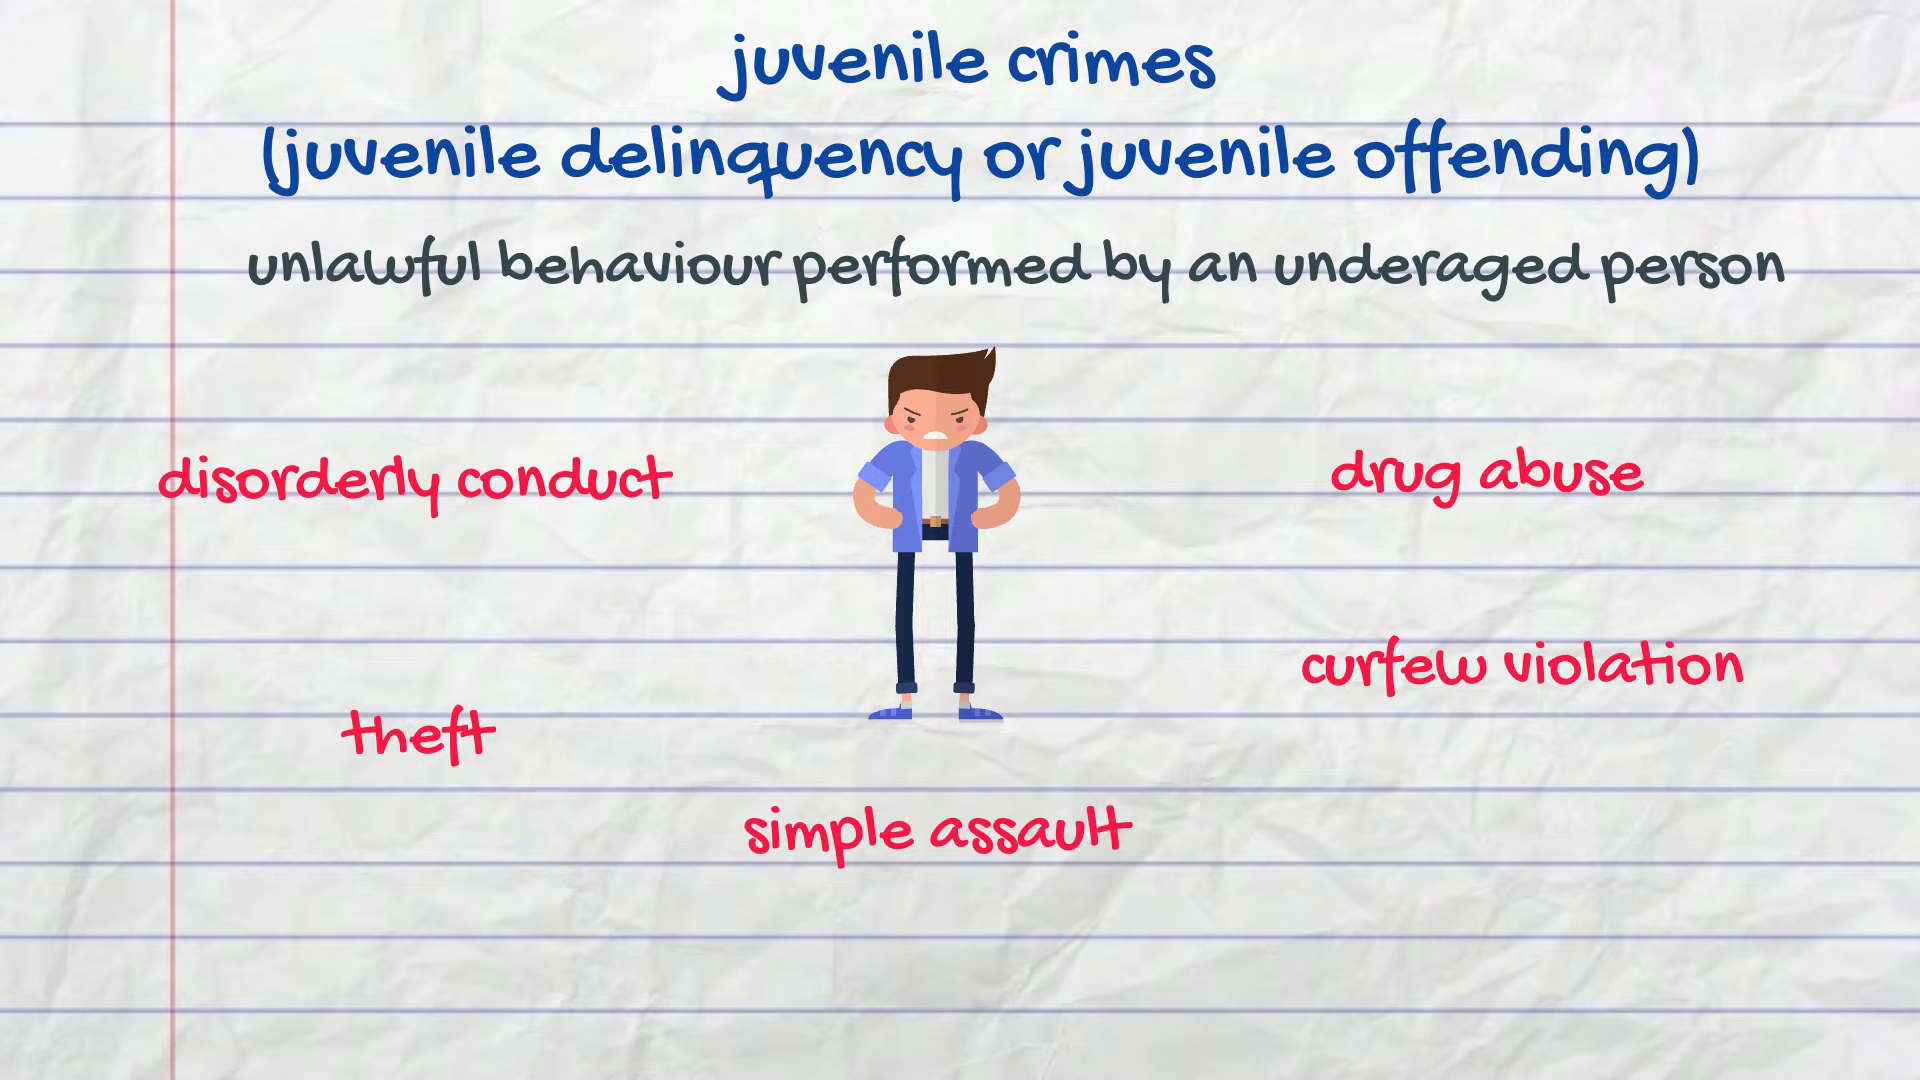 juvenile crimes
(juvenile delinquency or juvenile offending)
unlawful behaviour performed by an underaged person
disorderly conduct
drug abuse
curfew violation
theft
simple assault